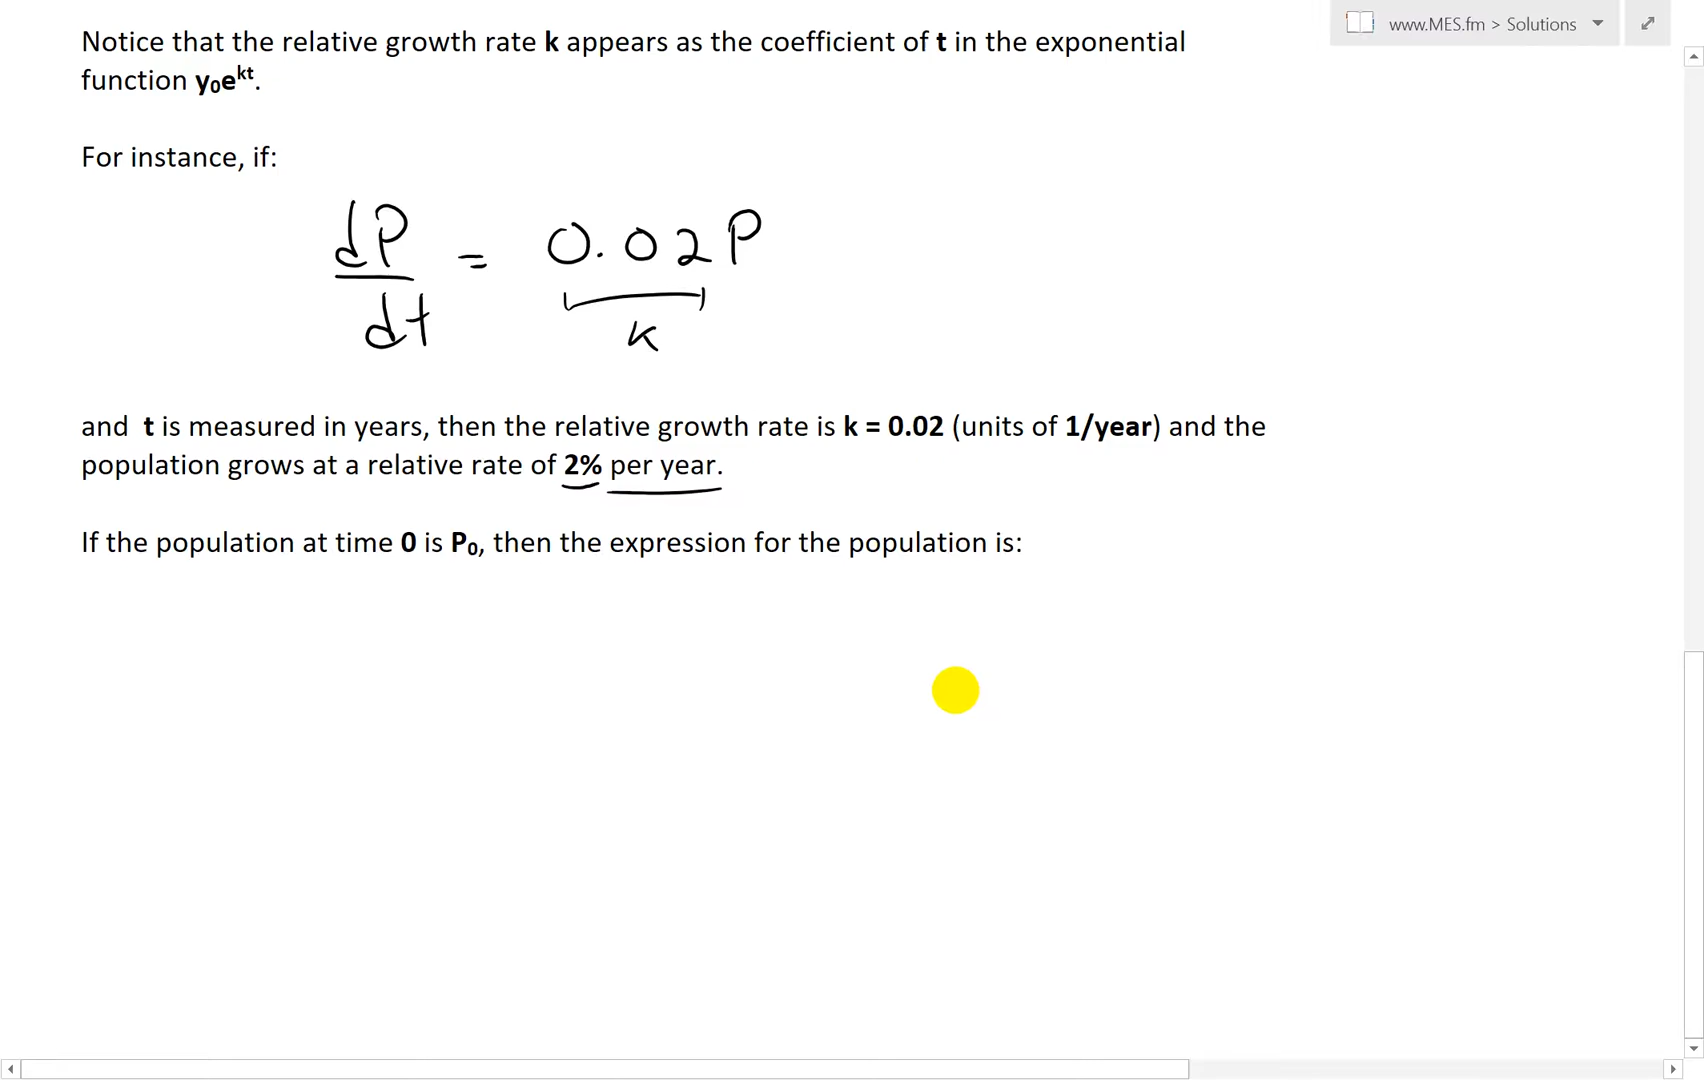 www.MES.fm > Solutions
Notice that the relative growth rate k appears as the coefficient of t in the exponential
function y₀eᵏᵗ.
For instance, if:
dP/dt = 0.02P
k
and t is measured in years, then the relative growth rate is k = 0.02 (units of 1/year) and the
population grows at a relative rate of 2% per year.
If the population at time 0 is P₀, then the expression for the population is: